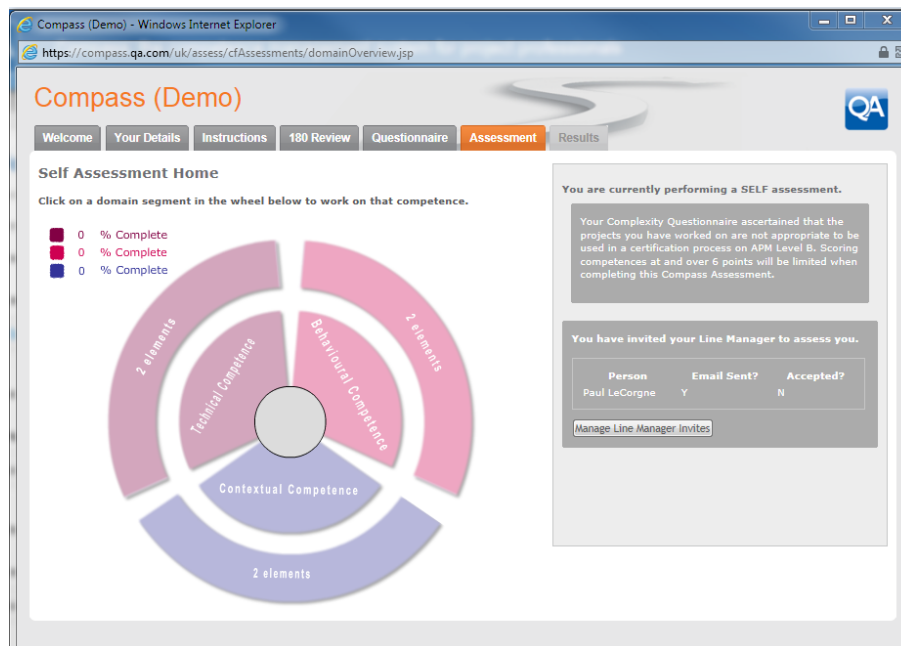 Compass (Demo) - Windows Internet Explorer
https://compass.qa.com/uk/assess/cfAssessments/domainOverview.jsp
Compass (Demo)
QA
Welcome
Your Details
Instructions
180 Review
Questionnaire
Assessment
Results
Self Assessment Home
Click on a domain segment in the wheel below to work on that competence.
0 % Complete
0 % Complete
0 % Complete
2 elements
2 elements
Technical Competence
Behavioural Competence
Contextual Competence
2 elements
You are currently performing a SELF assessment.
Your Complexity Questionnaire ascertained that the
projects you have worked on are not appropriate to be
used in a certification process on APM Level B. Scoring
competences at and over 6 points will be limited when
completing this Compass Assessment.
You have invited your Line Manager to assess you.
Person Email Sent? Accepted?
Paul LeCorgne Y N
Manage Line Manager Invites